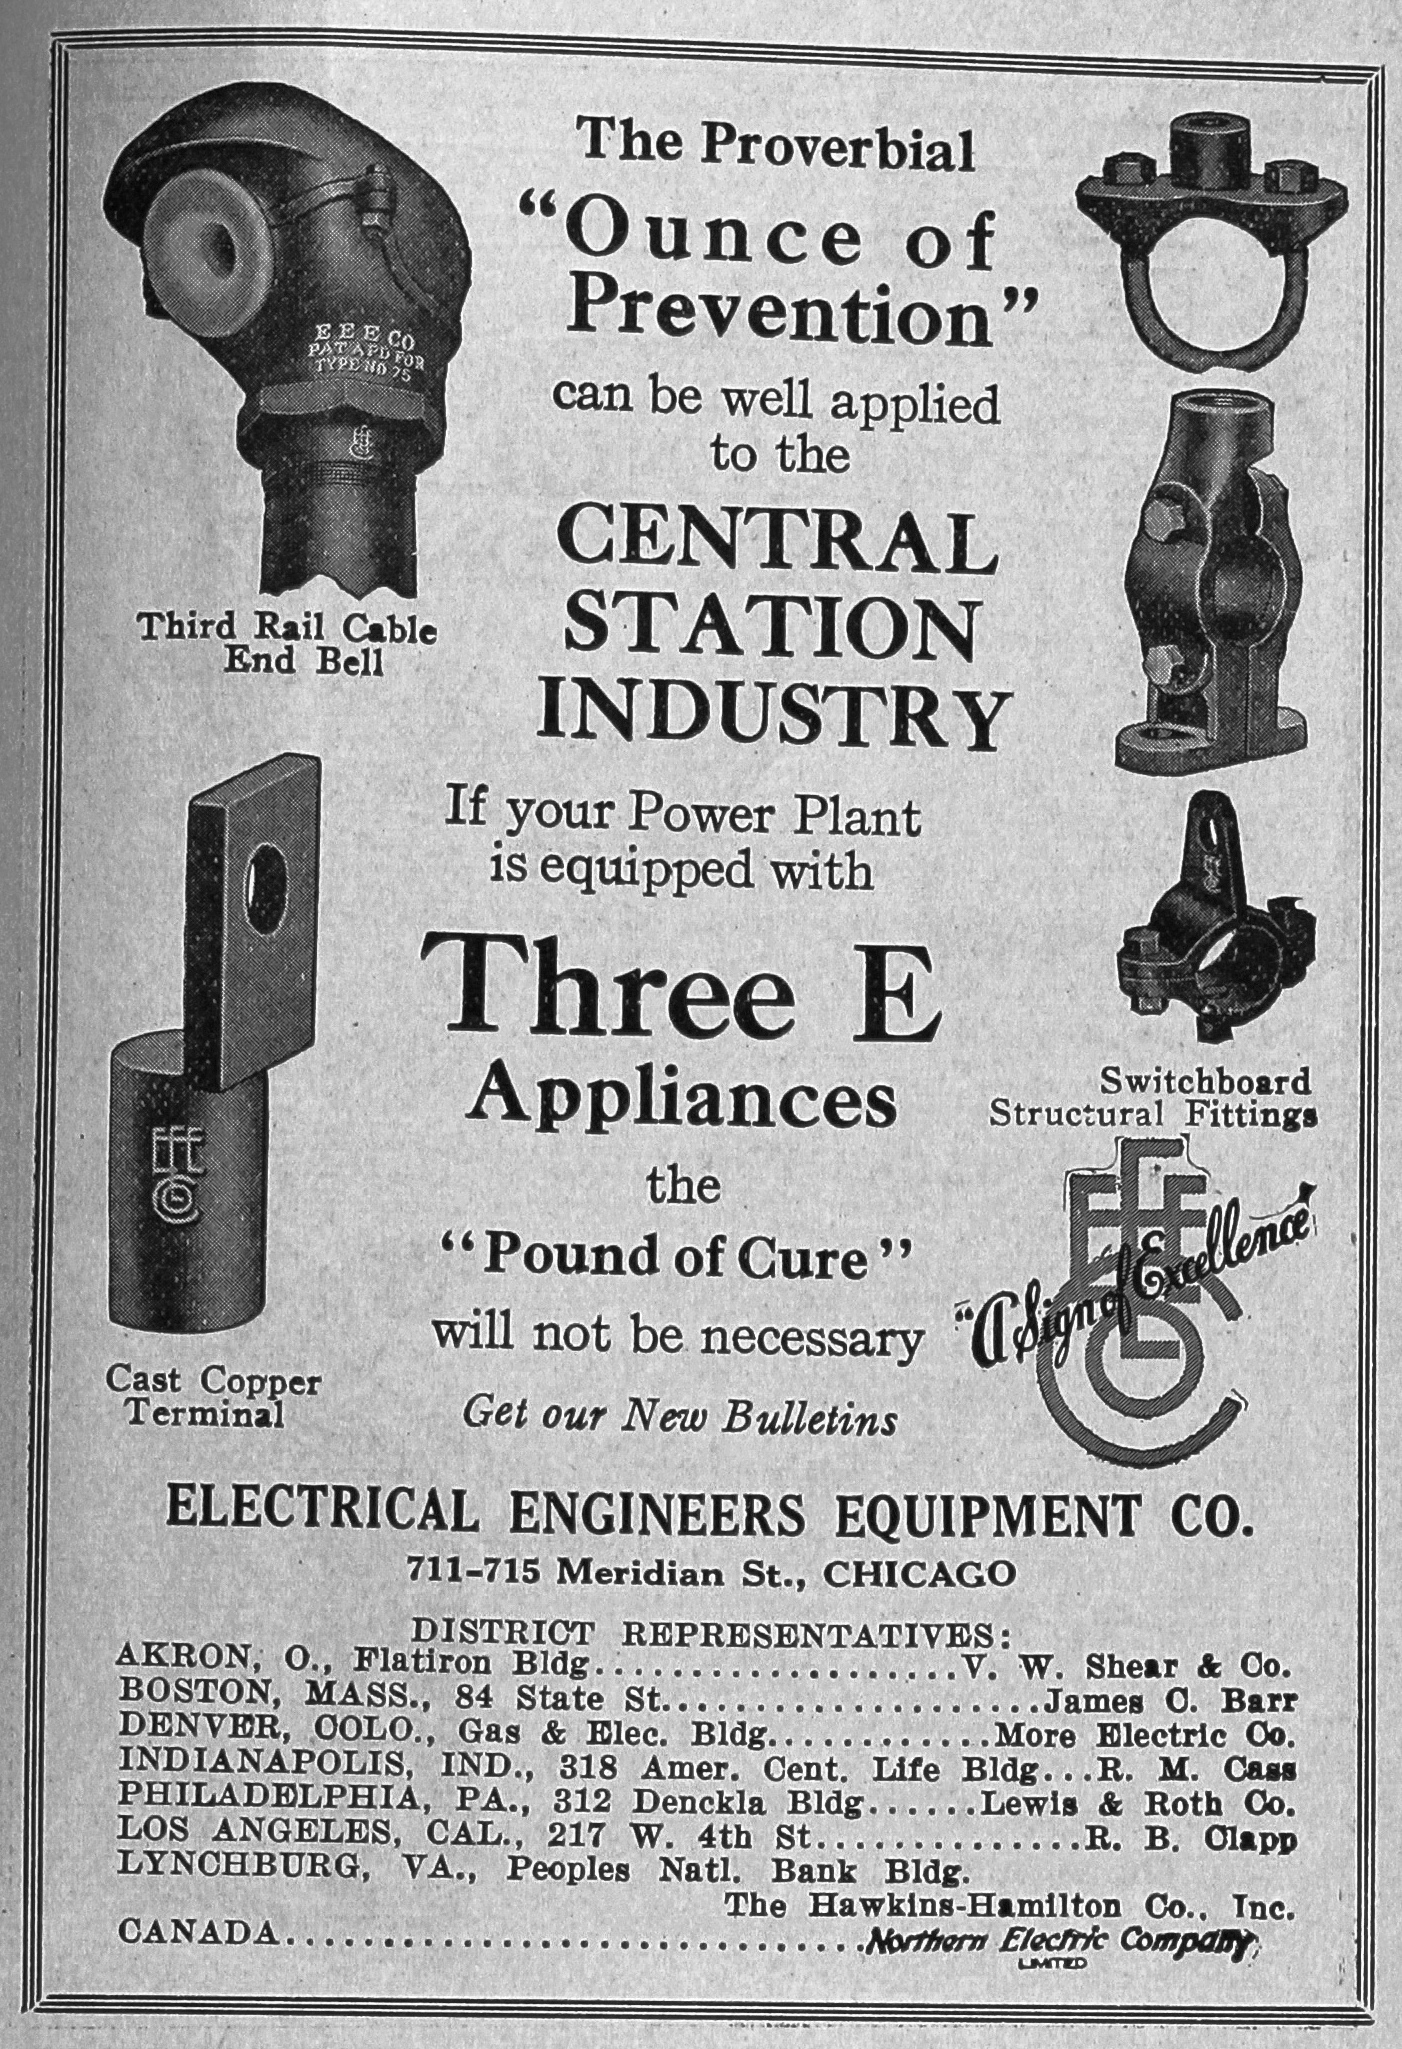 The Proverbial
"Ounce of
Prevention"
can be well applied
to the
CENTRAL
STATION
INDUSTRY
If your Power Plant
is equipped with
Three E
Appliances
the
"Pound of Cure"
will not be necessary
Get our New Bulletins
E E E CO
PAT APD FOR
TYPE NO 75
Third Rail Cable
End Bell
Cast Copper
Terminal
Switchboard
Structural Fittings
"A Sign of Excellence"
ELECTRICAL ENGINEERS EQUIPMENT CO.
711-715 Meridian St., CHICAGO
DISTRICT REPRESENTATIVES:
AKRON, O., Flatiron Bldg....................V. W. Shear & Co.
BOSTON, MASS., 84 State St.....................James C. Barr
DENVER, COLO., Gas & Elec. Bldg............More Electric Co.
INDIANAPOLIS, IND., 318 Amer. Cent. Life Bldg...R. M. Cass
PHILADELPHIA, PA., 312 Denckla Bldg......Lewis & Roth Co.
LOS ANGELES, CAL., 217 W. 4th St..............R. B. Clapp
LYNCHBURG, VA., Peoples Natl. Bank Bldg.
The Hawkins-Hamilton Co., Inc.
CANADA................................Northern Electric Company
LIMITED